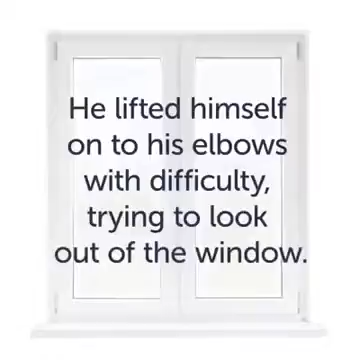 He lifted himself
on to his elbows
with difficulty,
trying to look
out of the window.